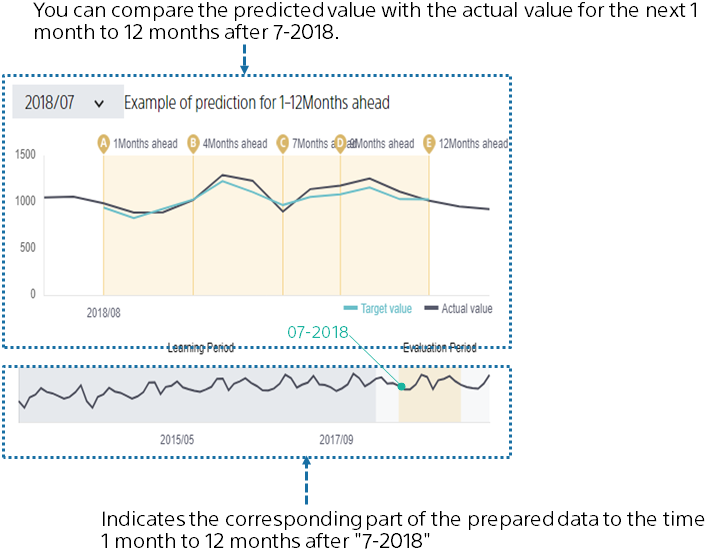 You can compare the predicted value with the actual value for the next 1
month to 12 months after 7-2018.
2018/07
Example of prediction for 1-12Months ahead
A 1Months ahead B 4Months ahead C 7Months ahead D 9Months ahead E 12Months ahead
1500
1000
500
0
2018/08
Target value Actual value
07-2018
Learning Period Evaluation Period
2015/05 2017/09
Indicates the corresponding part of the prepared data to the time
1 month to 12 months after "7-2018"